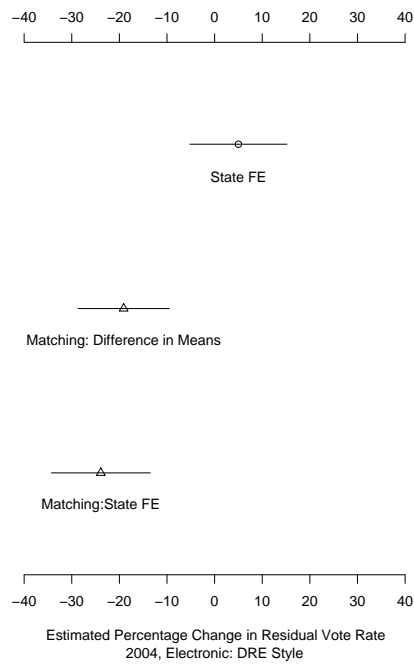 −40 −30 −20 −10 0 10 20 30 40
State FE
Matching: Difference in Means
Matching:State FE
−40 −30 −20 −10 0 10 20 30 40
Estimated Percentage Change in Residual Vote Rate
2004, Electronic: DRE Style